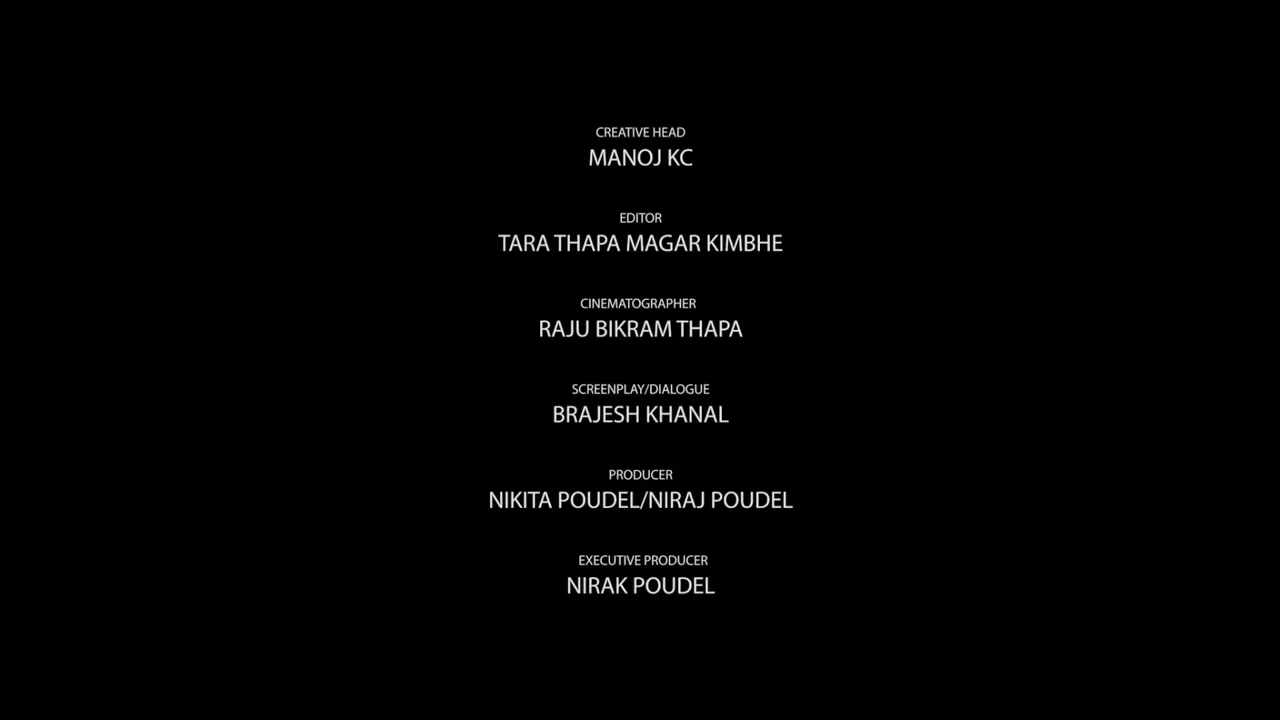 CREATIVE HEAD
MANOJ KC
EDITOR
TARA THAPA MAGAR KIMBHE
CINEMATOGRAPHER
RAJU BIKRAM THAPA
SCREENPLAY/DIALOGUE
BRAJESH KHANAL
PRODUCER
NIKITA POUDEL/NIRAJ POUDEL
EXECUTIVE PRODUCER
NIRAK POUDEL